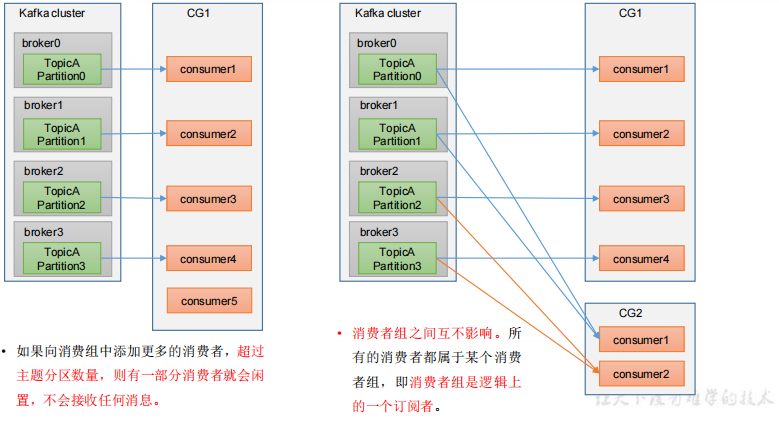 Kafka cluster
CG1
broker0
TopicA
Partition0
consumer1
broker1
TopicA
Partition1
consumer2
broker2
TopicA
Partition2
consumer3
broker3
TopicA
Partition3
consumer4
consumer5
• 如果向消费组中添加更多的消费者，超过
主题分区数量，则有一部分消费者就会闲
置，不会接收任何消息。
Kafka cluster
CG1
broker0
TopicA
Partition0
consumer1
broker1
TopicA
Partition1
consumer2
broker2
TopicA
Partition2
consumer3
broker3
TopicA
Partition3
consumer4
CG2
consumer1
consumer2
• 消费者组之间互不影响。所
有的消费者都属于某个消费
者组，即消费者组是逻辑上
的一个订阅者。
学的技术